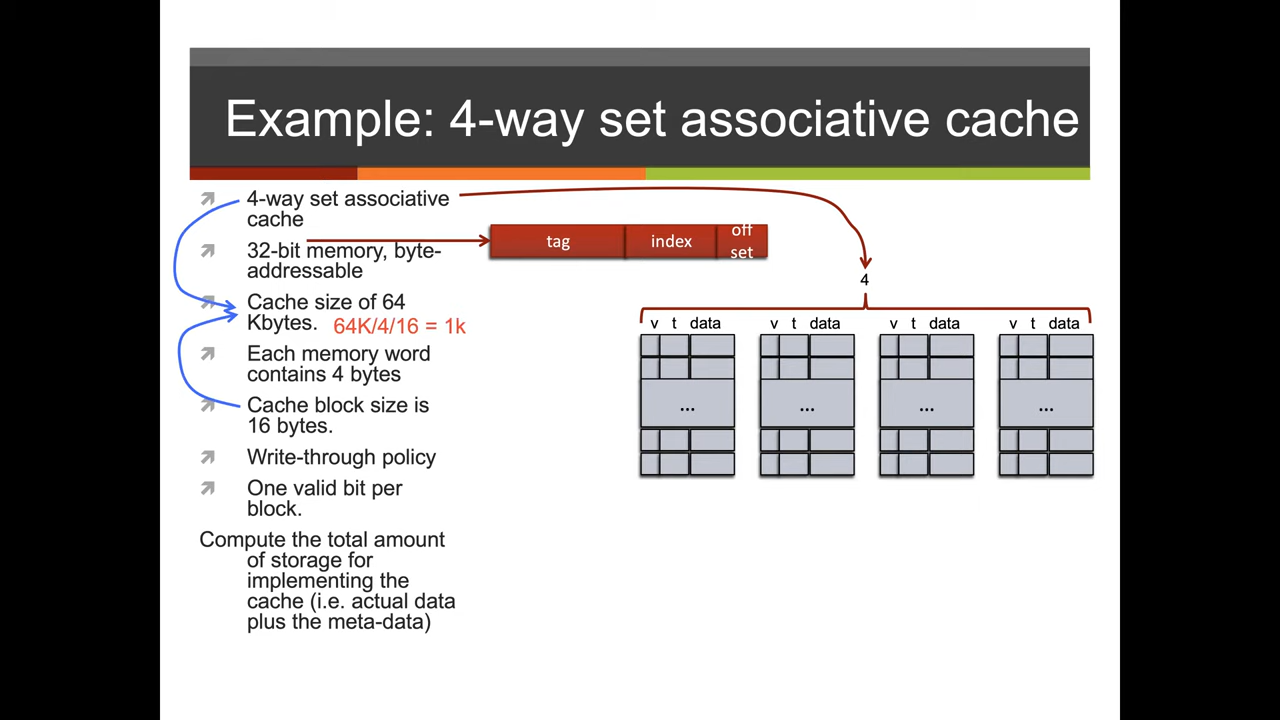 Example: 4-way set associative cache
4-way set associative
cache
32-bit memory, byte-
addressable
Cache size of 64
Kbytes. 64K/4/16 = 1k
Each memory word
contains 4 bytes
Cache block size is
16 bytes.
Write-through policy
One valid bit per
block.
Compute the total amount
of storage for
implementing the
cache (i.e. actual data
plus the meta-data)
tag index off
set
4
v t data v t data v t data v t data
... ... ... ...